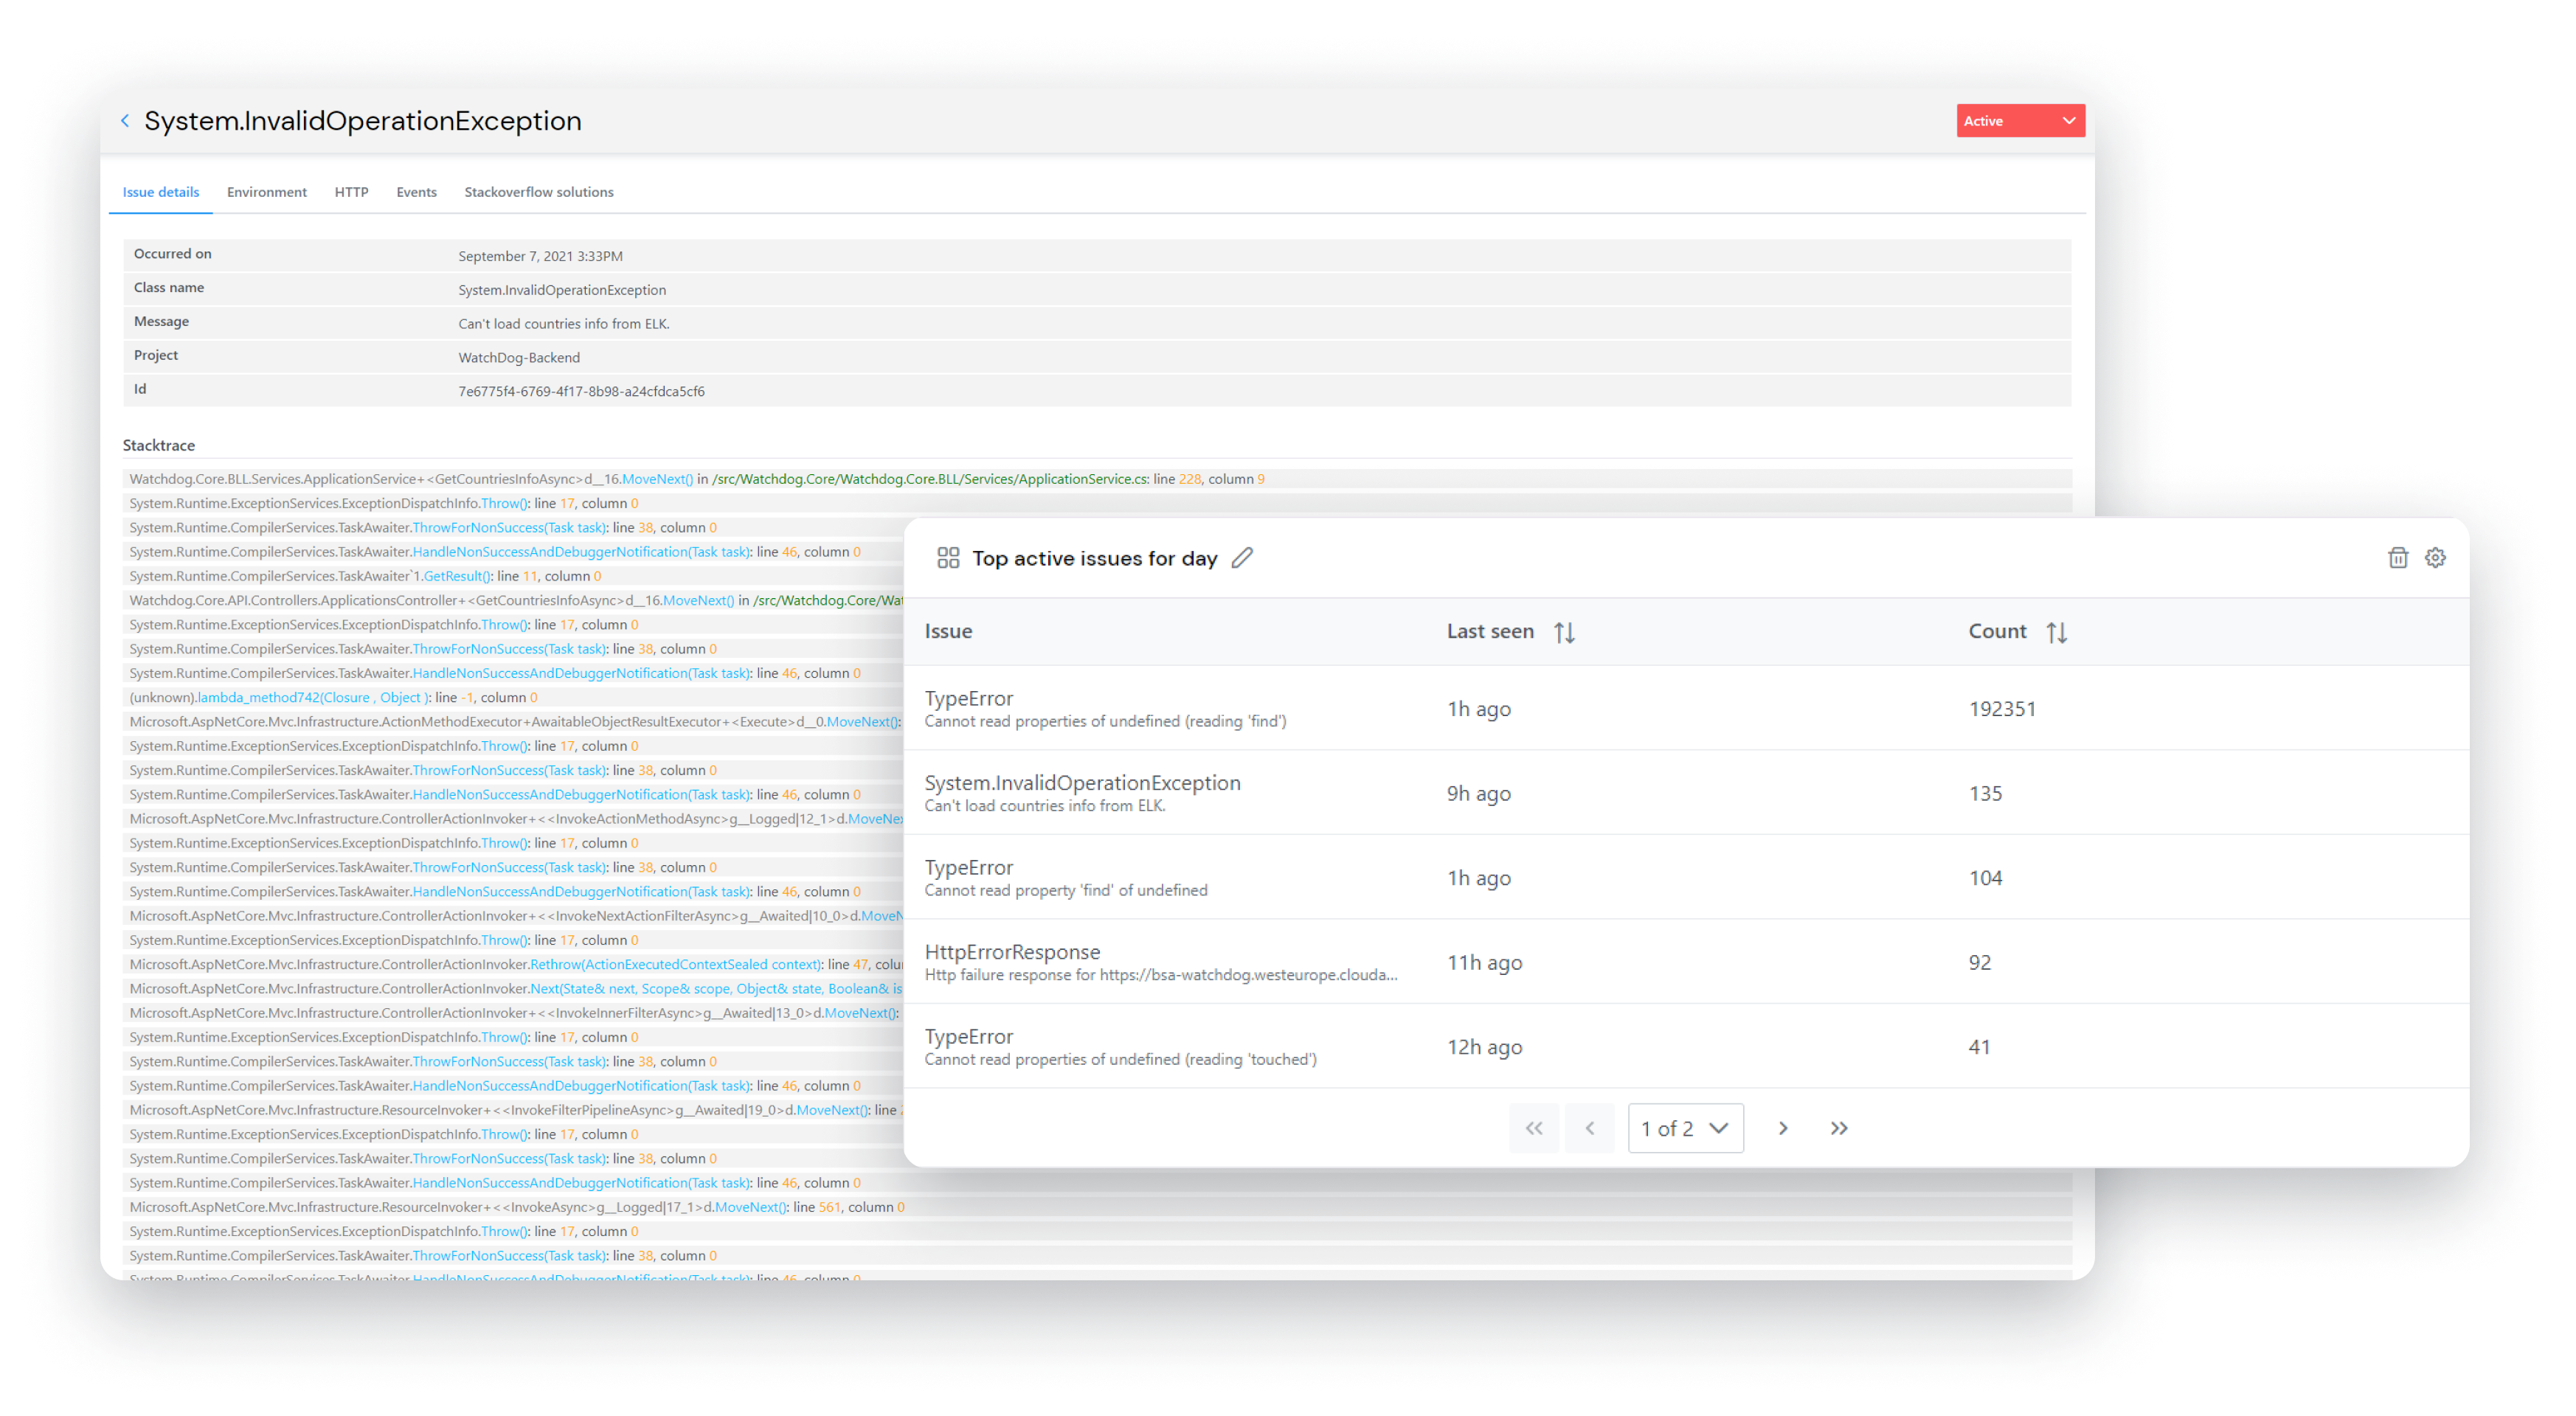 System.InvalidOperationException
Active
Issue details Environment HTTP Events Stackoverflow solutions
Occurred on September 7, 2021 3:33PM
Class name System.InvalidOperationException
Message Can't load countries info from ELK.
Project WatchDog-Backend
Id 7e6775f4-6769-4f17-8b98-a24cfdca5cf6
Stacktrace
Watchdog.Core.BLL.Services.ApplicationService+<GetCountriesInfoAsync>d__16.MoveNext() in /src/Watchdog.Core/Watchdog.Core.BLL/Services/ApplicationService.cs: line 228, column 9
System.Runtime.ExceptionServices.ExceptionDispatchInfo.Throw(): line 17, column 0
System.Runtime.CompilerServices.TaskAwaiter.ThrowForNonSuccess(Task task): line 38, column 0
System.Runtime.CompilerServices.TaskAwaiter.HandleNonSuccessAndDebuggerNotification(Task task): line 46, column 0
System.Runtime.CompilerServices.TaskAwaiter`1.GetResult(): line 11, column 0
Watchdog.Core.API.Controllers.ApplicationsController+<GetCountriesInfoAsync>d__16.MoveNext() in /src/Watchdog.Core/Wat
System.Runtime.ExceptionServices.ExceptionDispatchInfo.Throw(): line 17, column 0
System.Runtime.CompilerServices.TaskAwaiter.ThrowForNonSuccess(Task task): line 38, column 0
System.Runtime.CompilerServices.TaskAwaiter.HandleNonSuccessAndDebuggerNotification(Task task): line 46, column 0
(unknown).lambda_method742(Closure , Object ): line -1, column 0
Microsoft.AspNetCore.Mvc.Infrastructure.ActionMethodExecutor+AwaitableObjectResultExecutor+<Execute>d__0.MoveNext():
System.Runtime.ExceptionServices.ExceptionDispatchInfo.Throw(): line 17, column 0
System.Runtime.CompilerServices.TaskAwaiter.ThrowForNonSuccess(Task task): line 38, column 0
System.Runtime.CompilerServices.TaskAwaiter.HandleNonSuccessAndDebuggerNotification(Task task): line 46, column 0
Microsoft.AspNetCore.Mvc.Infrastructure.ControllerActionInvoker+<<InvokeActionMethodAsync>g__Logged|12_1>d.MoveNex
System.Runtime.ExceptionServices.ExceptionDispatchInfo.Throw(): line 17, column 0
System.Runtime.CompilerServices.TaskAwaiter.ThrowForNonSuccess(Task task): line 38, column 0
System.Runtime.CompilerServices.TaskAwaiter.HandleNonSuccessAndDebuggerNotification(Task task): line 46, column 0
Microsoft.AspNetCore.Mvc.Infrastructure.ControllerActionInvoker+<<InvokeNextActionFilterAsync>g__Awaited|10_0>d.MoveN
System.Runtime.ExceptionServices.ExceptionDispatchInfo.Throw(): line 17, column 0
Microsoft.AspNetCore.Mvc.Infrastructure.ControllerActionInvoker.Rethrow(ActionExecutedContextSealed context): line 47, colu
Microsoft.AspNetCore.Mvc.Infrastructure.ControllerActionInvoker.Next(State& next, Scope& scope, Object& state, Boolean& is
Microsoft.AspNetCore.Mvc.Infrastructure.ControllerActionInvoker+<<InvokeInnerFilterAsync>g__Awaited|13_0>d.MoveNext():
System.Runtime.ExceptionServices.ExceptionDispatchInfo.Throw(): line 17, column 0
System.Runtime.CompilerServices.TaskAwaiter.ThrowForNonSuccess(Task task): line 38, column 0
System.Runtime.CompilerServices.TaskAwaiter.HandleNonSuccessAndDebuggerNotification(Task task): line 46, column 0
Microsoft.AspNetCore.Mvc.Infrastructure.ResourceInvoker+<<InvokeFilterPipelineAsync>g__Awaited|19_0>d.MoveNext(): line
System.Runtime.ExceptionServices.ExceptionDispatchInfo.Throw(): line 17, column 0
System.Runtime.CompilerServices.TaskAwaiter.ThrowForNonSuccess(Task task): line 38, column 0
System.Runtime.CompilerServices.TaskAwaiter.HandleNonSuccessAndDebuggerNotification(Task task): line 46, column 0
Microsoft.AspNetCore.Mvc.Infrastructure.ResourceInvoker+<<InvokeAsync>g__Logged|17_1>d.MoveNext(): line 561, column 0
System.Runtime.ExceptionServices.ExceptionDispatchInfo.Throw(): line 17, column 0
System.Runtime.CompilerServices.TaskAwaiter.ThrowForNonSuccess(Task task): line 38, column 0
System.Runtime.CompilerServices.TaskAwaiter.HandleNonSuccessAndDebuggerNotification(Task task): line 46, column 0
Top active issues for day
Issue Last seen Count
TypeError
Cannot read properties of undefined (reading 'find')
1h ago 192351
System.InvalidOperationException
Can't load countries info from ELK.
9h ago 135
TypeError
Cannot read property 'find' of undefined
1h ago 104
HttpErrorResponse
Http failure response for https://bsa-watchdog.westeurope.clouda...
11h ago 92
TypeError
Cannot read properties of undefined (reading 'touched')
12h ago 41
1 of 2